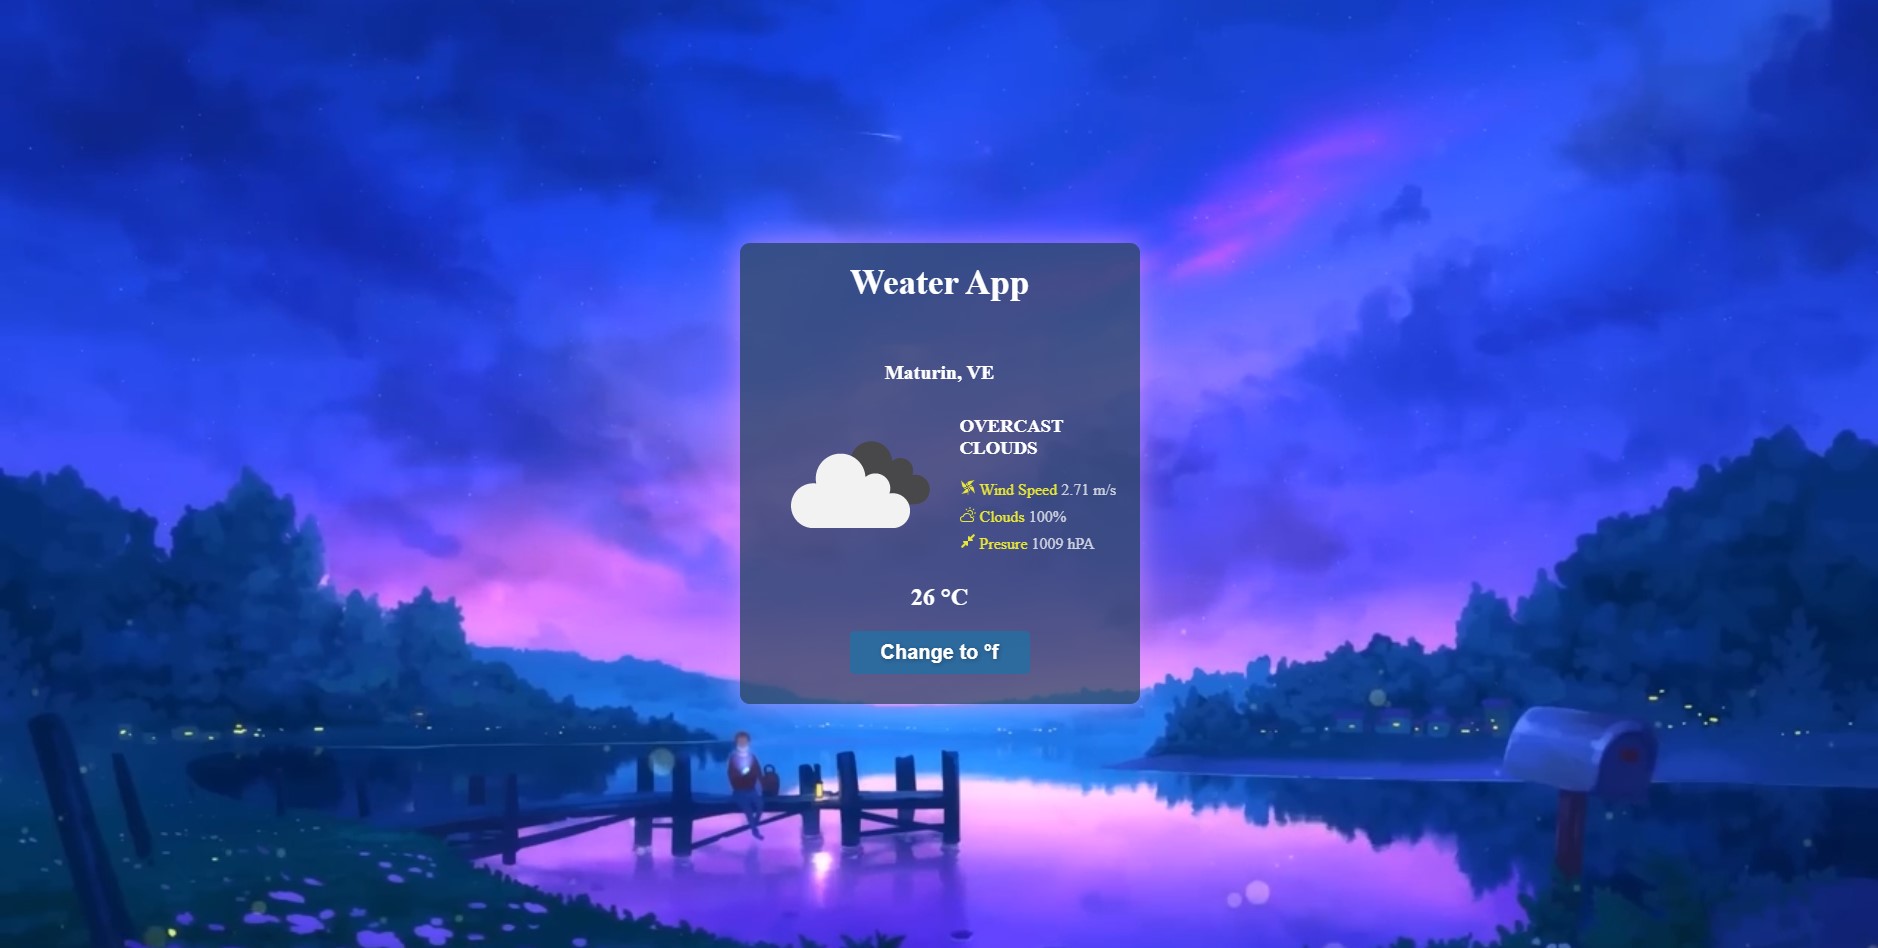 Weater App
Maturin, VE
OVERCAST
CLOUDS
Wind Speed 2.71 m/s
Clouds 100%
Presure 1009 hPA
26 °C
Change to °f